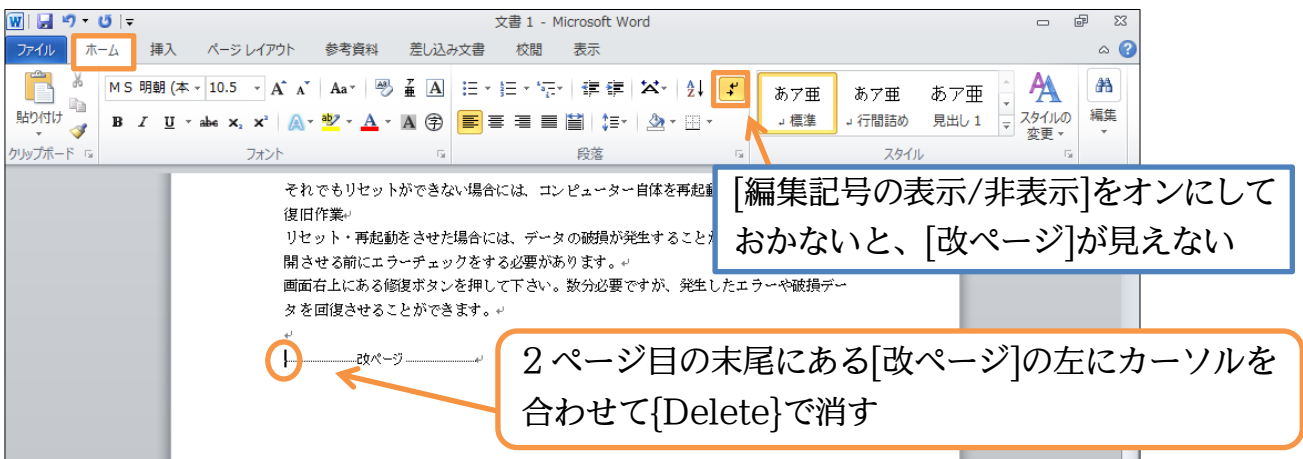 文書 1 - Microsoft Word
ファイル ホーム 挿入 ページ レイアウト 参考資料 差し込み文書 校閲 表示
貼り付け
ＭＳ 明朝 (本 10.5 Aa ア亜 A
B I U abc x₂ x² A ab A A 字
あア亜 あア亜 あア亜
標準 行間詰め 見出し 1
スタイルの変更
編集
クリップボード フォント 段落 スタイル
それでもリセットができない場合には、コンピューター自体を再起動
復旧作業
リセット・再起動をさせた場合には、データの破損が発生することが
開させる前にエラーチェックをする必要があります。
画面右上にある修復ボタンを押して下さい。数分必要ですが、発生したエラーや破損デー
タを回復させることができます。
改ページ
[編集記号の表示/非表示]をオンにして
おかないと、[改ページ]が見えない
２ページ目の末尾にある[改ページ]の左にカーソルを
合わせて{Delete}で消す